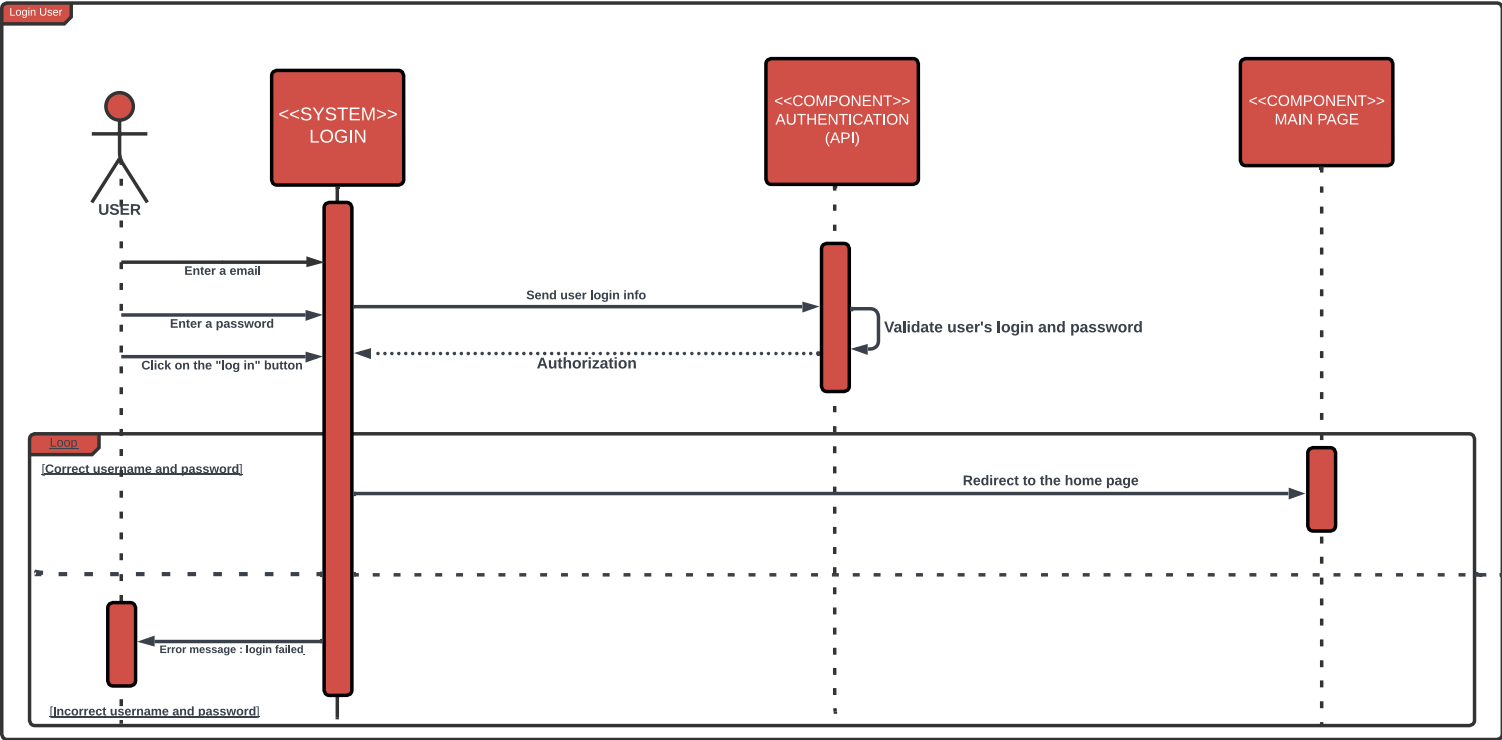 Login User
<<SYSTEM>>
LOGIN
<<COMPONENT>>
AUTHENTICATION
(API)
<<COMPONENT>>
MAIN PAGE
USER
Enter a email
Send user login info
Enter a password
Validate user's login and password
Click on the "log in" button
Authorization
Loop
[Correct username and password]
Redirect to the home page
Error message : login failed
[Incorrect username and password]